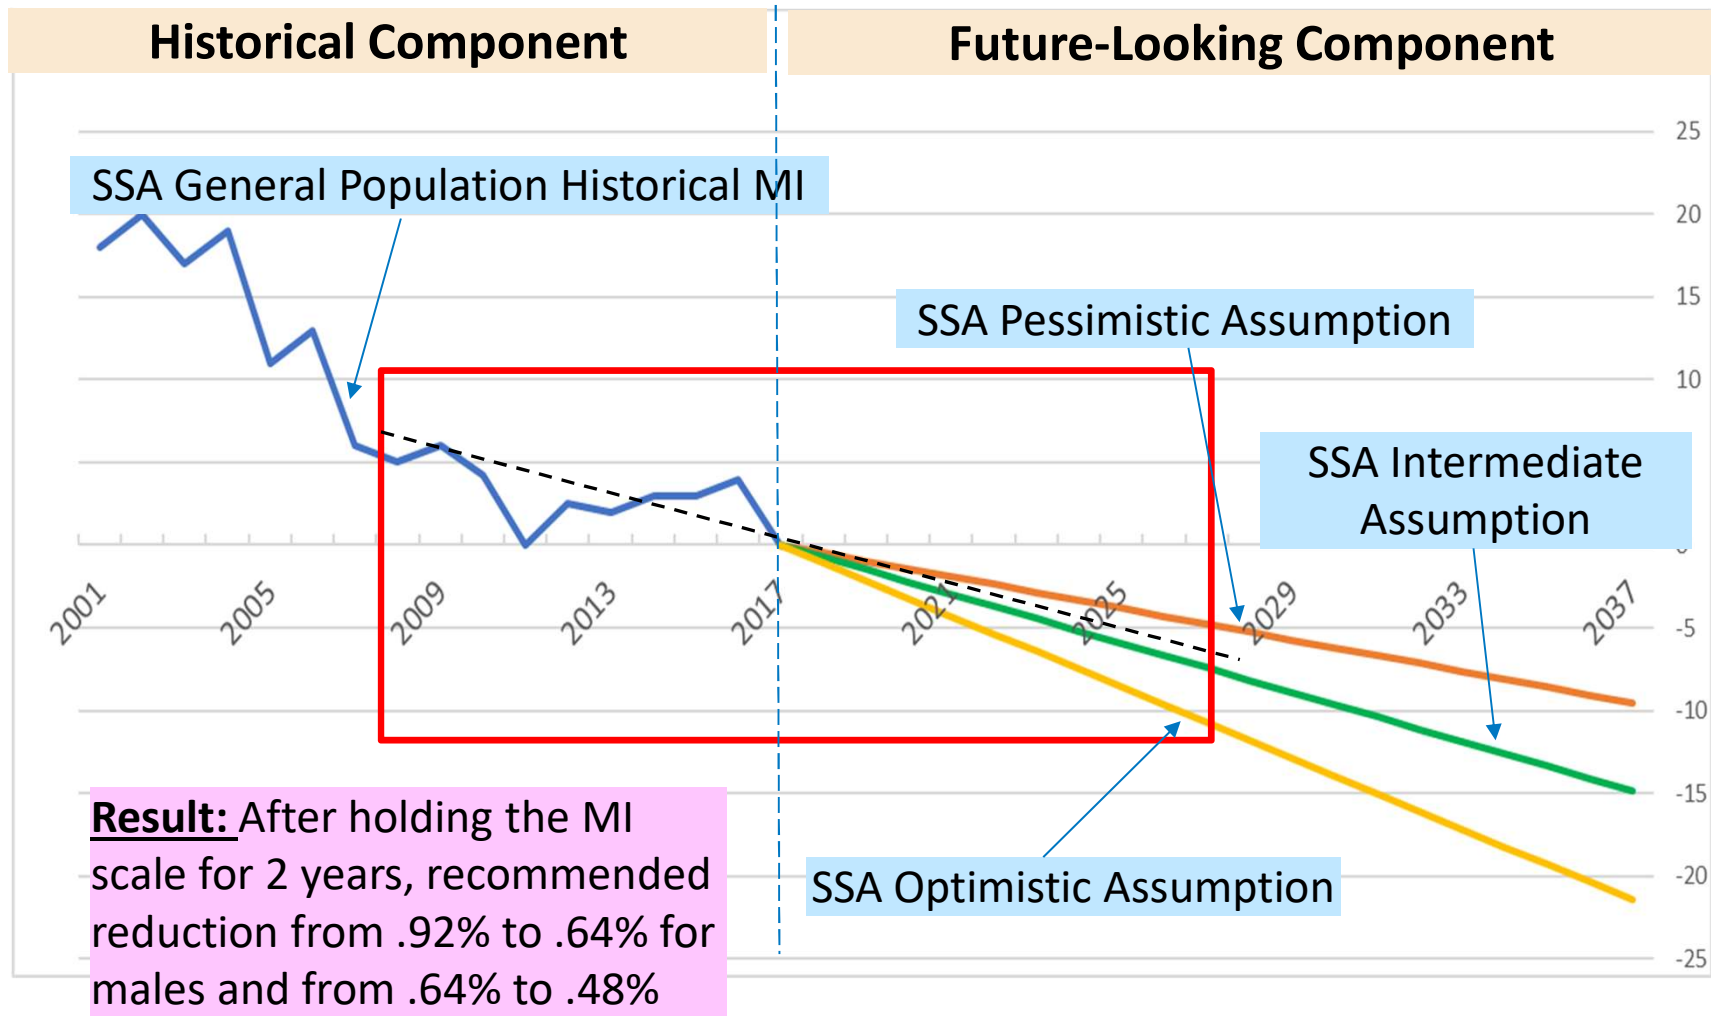 Historical Component
Future-Looking Component
25
SSA General Population Historical MI
20
15
SSA Pessimistic Assumption
10
SSA Intermediate
Assumption
2001
2005
2009
2013
2017
2021
2025
2029
2033
2037
-5
-10
-15
Result: After holding the MI
scale for 2 years, recommended
reduction from .92% to .64% for
males and from .64% to .48%
SSA Optimistic Assumption
-20
-25